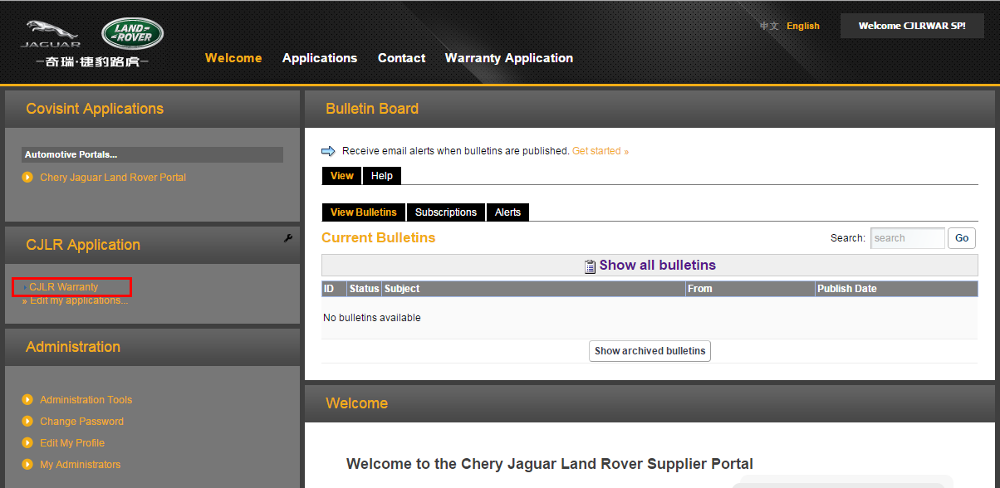 JAGUAR
LAND-
-ROVER
奇瑞·捷豹路虎
中文 English
Welcome CJLRWAR SP!
Welcome Applications Contact Warranty Application
Covisint Applications
Automotive Portals...
Chery Jaguar Land Rover Portal
CJLR Application
CJLR Warranty
» Edit my applications...
Administration
Administration Tools
Change Password
Edit My Profile
My Administrators
Bulletin Board
Receive email alerts when bulletins are published. Get started »
View Help
View Bulletins Subscriptions Alerts
Current Bulletins
Search: search Go
Show all bulletins
ID Status Subject From Publish Date
No bulletins available
Show archived bulletins
Welcome
Welcome to the Chery Jaguar Land Rover Supplier Portal